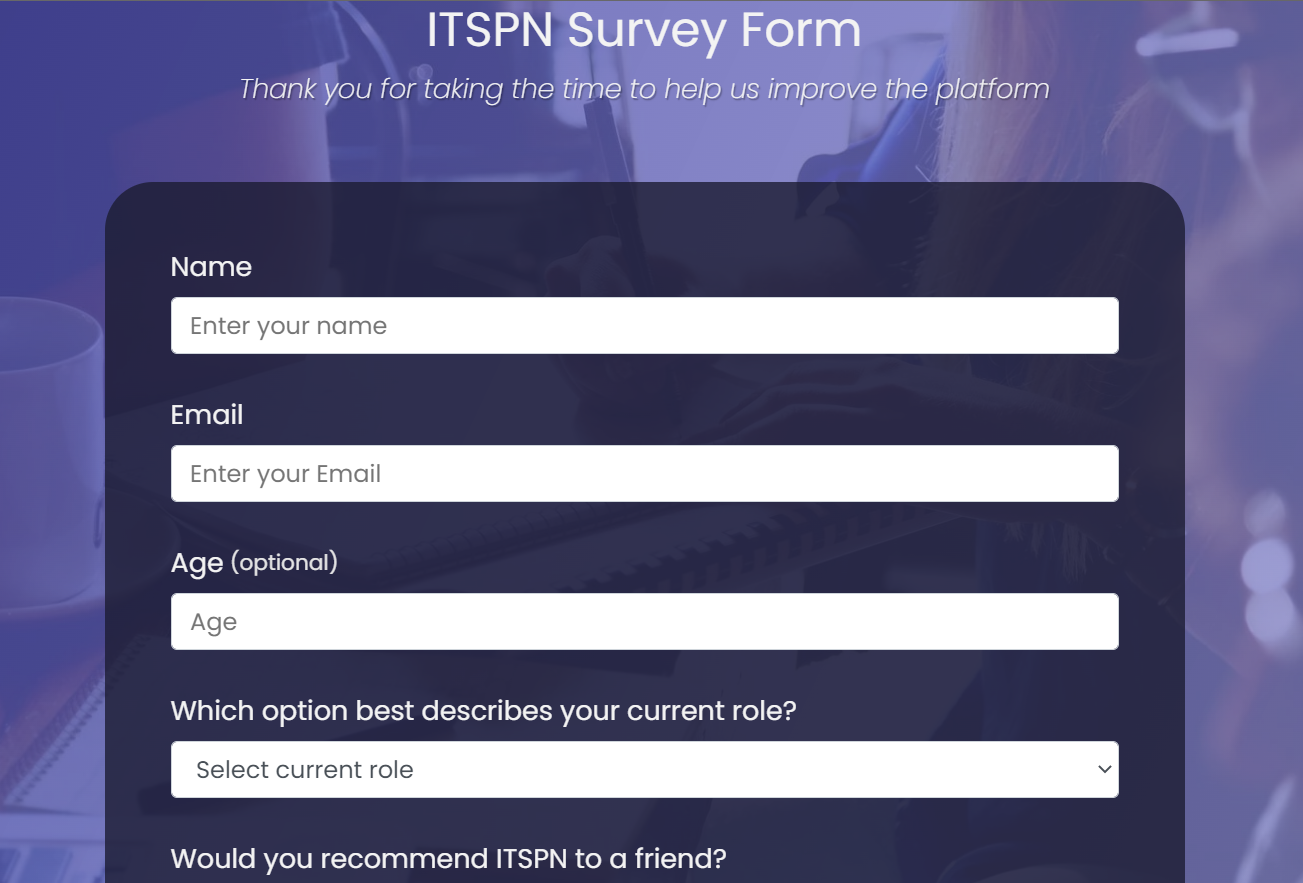 ITSPN Survey Form
Thank you for taking the time to help us improve the platform
Name
Enter your name
Email
Enter your Email
Age (optional)
Age
Which option best describes your current role?
Select current role
Would you recommend ITSPN to a friend?